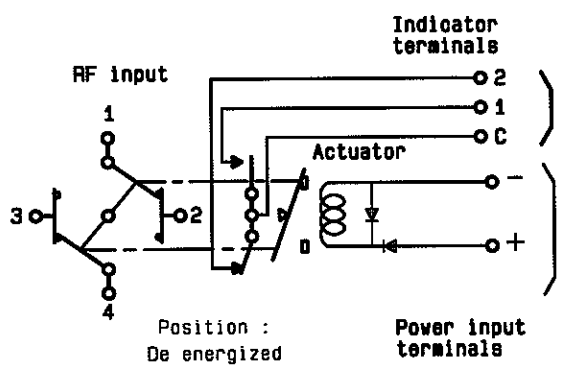 Indicator
terminals
RF input
2
1
1
C
Actuator
-
3
2
+
4
Position :
De energized
Power input
terminals